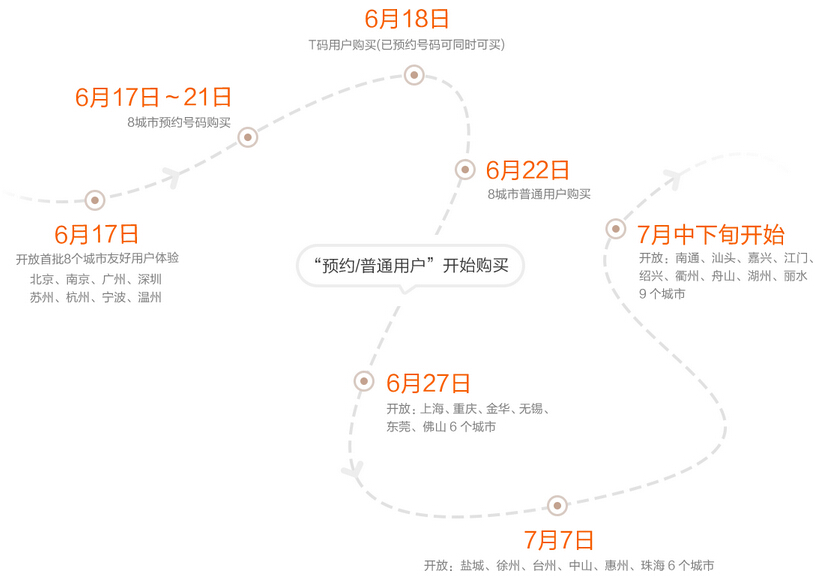 6月18日
T码用户购买(已预约号码可同时可买)
6月17日~21日
8城市预约号码购买
6月22日
8城市普通用户购买
6月17日
开放首批8个城市友好用户体验
北京、南京、广州、深圳
苏州、杭州、宁波、温州
“预约/普通用户”开始购买
7月中下旬开始
开放：南通、汕头、嘉兴、江门、
绍兴、衢州、舟山、湖州、丽水
9个城市
6月27日
开放：上海、重庆、金华、无锡、
东莞、佛山 6 个城市
7月7日
开放：盐城、徐州、台州、中山、惠州、珠海 6 个城市